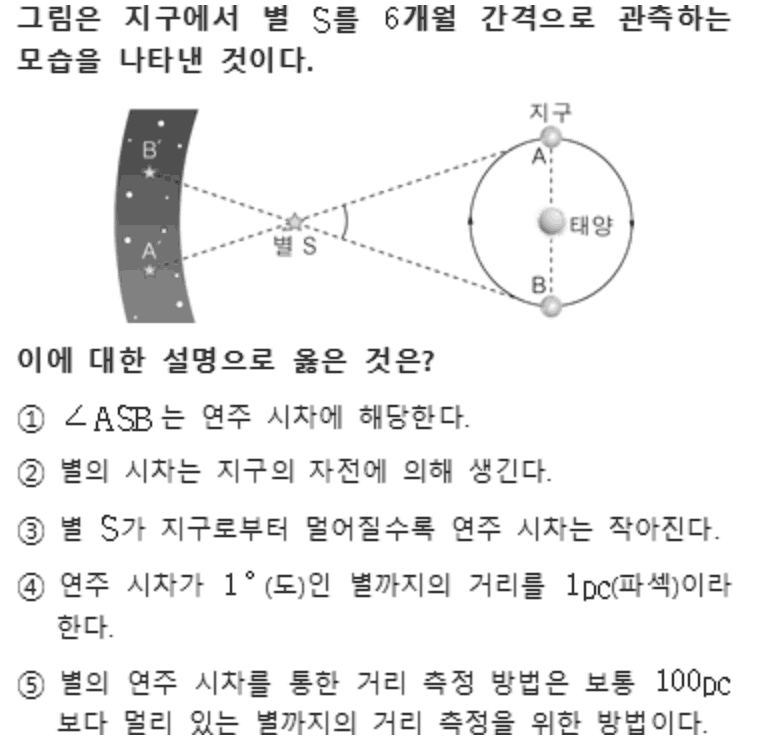 그림은 지구에서 별 S를 6개월 간격으로 관측하는
모습을 나타낸 것이다.
지구
B′
A
태양
A′
별 S
B
이에 대한 설명으로 옳은 것은?
① ∠ASB는 연주 시차에 해당한다.
② 별의 시차는 지구의 자전에 의해 생긴다.
③ 별 S가 지구로부터 멀어질수록 연주 시차는 작아진다.
④ 연주 시차가 1°(도)인 별까지의 거리를 1pc(파섹)이라
한다.
⑤ 별의 연주 시차를 통한 거리 측정 방법은 보통 100pc
보다 멀리 있는 별까지의 거리 측정을 위한 방법이다.